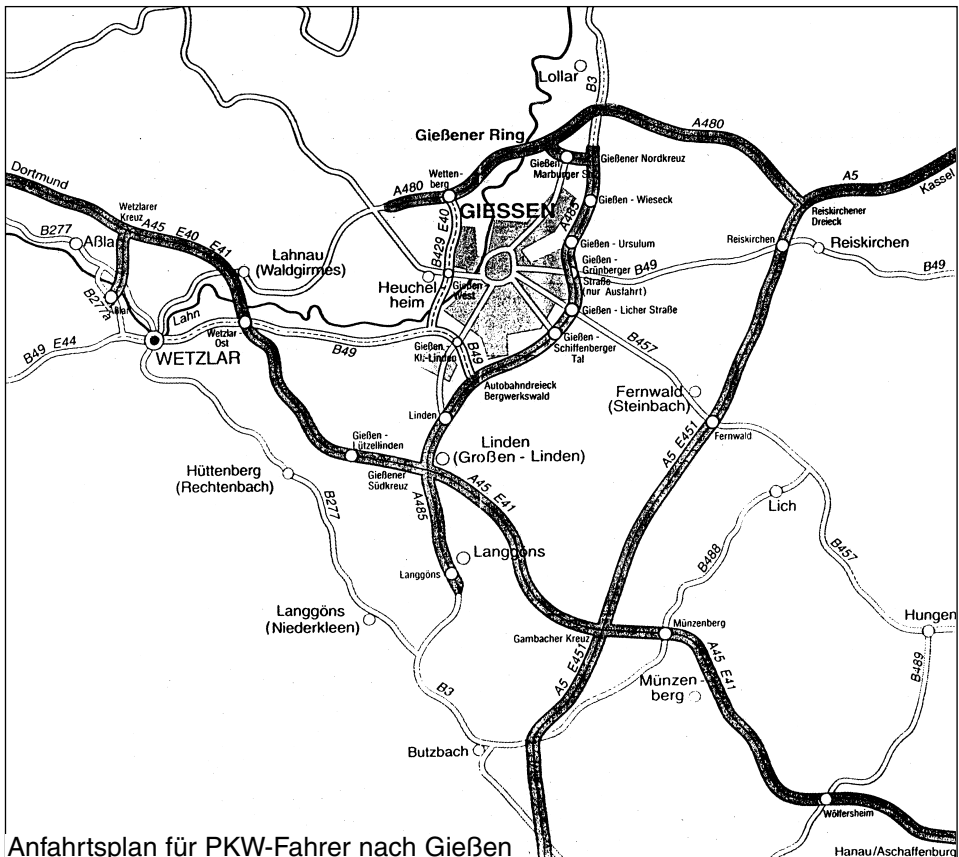 Lollar
B3
A480
Gießener Ring
Gießener Nordkreuz
Gießen
Marburger Str.
A5
Kassel
Dortmund
Wetten-
berg
A480
GIESSEN
Gießen - Wieseck
A485
Wetzlarer
Kreuz
A45 E40
E41
B277
Aßla
Lahnau
(Waldgirmes)
B429 E40
Gießen - Ursulum
Reiskirchener
Dreieck
Reiskirchen
Reiskirchen
Gießen -
Grünberger
Straße
(nur Ausfahrt)
B49
B49
Heuchel
heim
Gießen -
West
B277a
Aßlar
Lahn
Gießen - Licher Straße
Wetzlar
Ost
WETZLAR
B49 E44
B49
Gießen -
Kl.-Linden
B49
Gießen -
Schiffenberger
Tal
B457
Autobahndreieck
Bergwerkswald
Fernwald
(Steinbach)
Linden
Fernwald
Gießen -
Lützellinden
Linden
(Großen - Linden)
A5 E451
Hüttenberg
(Rechtenbach)
Gießener
Südkreuz
B277
A485
A45 E41
Lich
B488
B457
Langgöns
Langgöns
Langgöns
(Niederkleen)
Gambacher Kreuz
Münzenberg
Hungen
A5 E451
A45 E41
B489
Münzen-
berg
B3
Butzbach
Wölfersheim
Anfahrtsplan für PKW-Fahrer nach Gießen
Hanau/Aschaffenburg